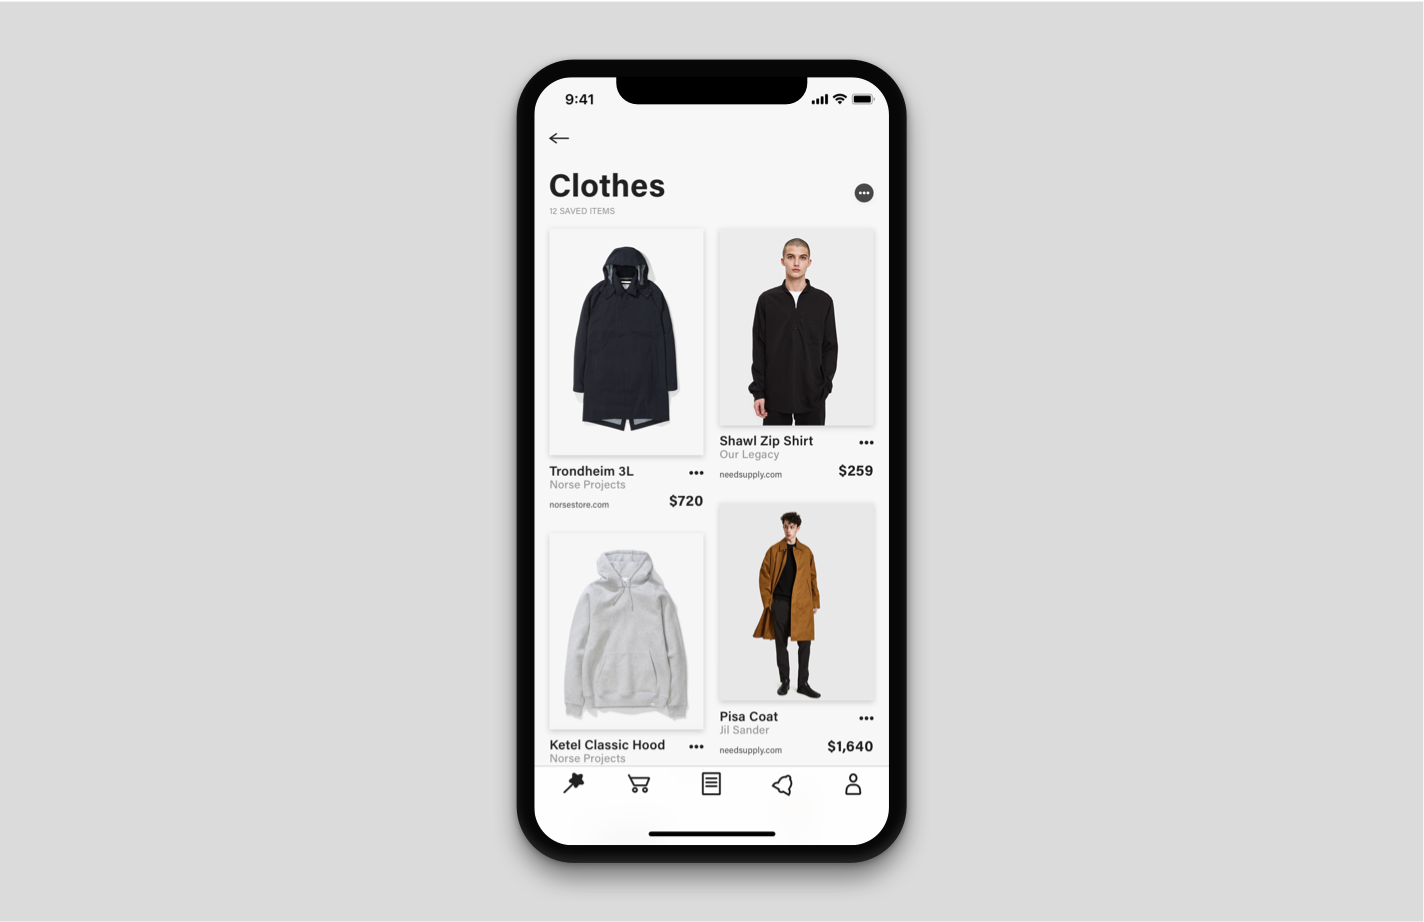 9:41
Clothes
12 SAVED ITEMS
Trondheim 3L
Norse Projects
norsestore.com
$720
Shawl Zip Shirt
Our Legacy
needsupply.com
$259
Ketel Classic Hood
Norse Projects
Pisa Coat
Jil Sander
needsupply.com
$1,640